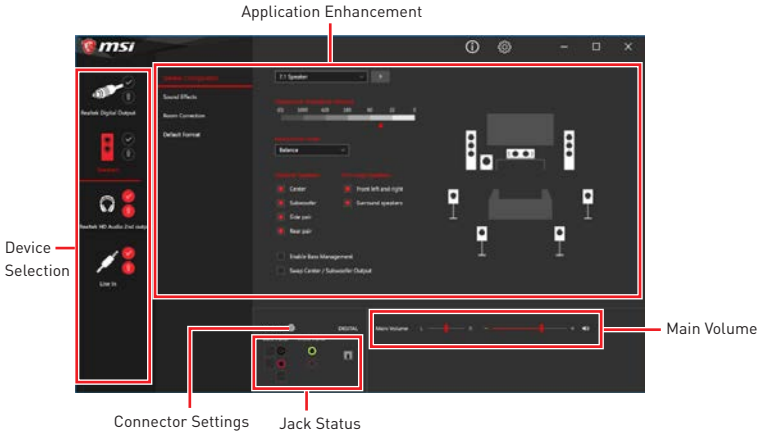 Application Enhancement
msi
Realtek Digital Output
Speakers
Realtek HD Audio 2nd output
Line In
Speaker Configuration
Sound Effects
Room Correction
Default Format
7.1 Speaker
Balance
Center
Subwoofer
Side pair
Rear pair
Front left and right
Surround speakers
Enable Bass Management
Swap Center / Subwoofer Output
DIGITAL
Main Volume
L
R
-
+
Device Selection
Main Volume
Connector Settings
Jack Status